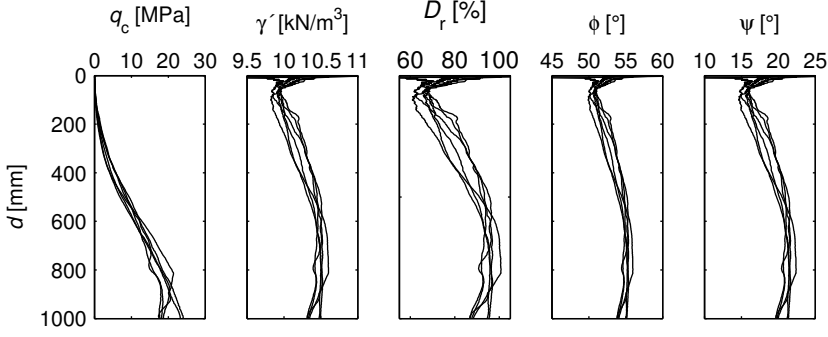 q_c [MPa]
γ´ [kN/m³]
D_r [%]
ϕ [°]
ψ [°]
0 10 20 30
9.5 10 10.5 11
60 80 100
45 50 55 60
10 15 20 25
0
200
400
600
800
1000
d [mm]